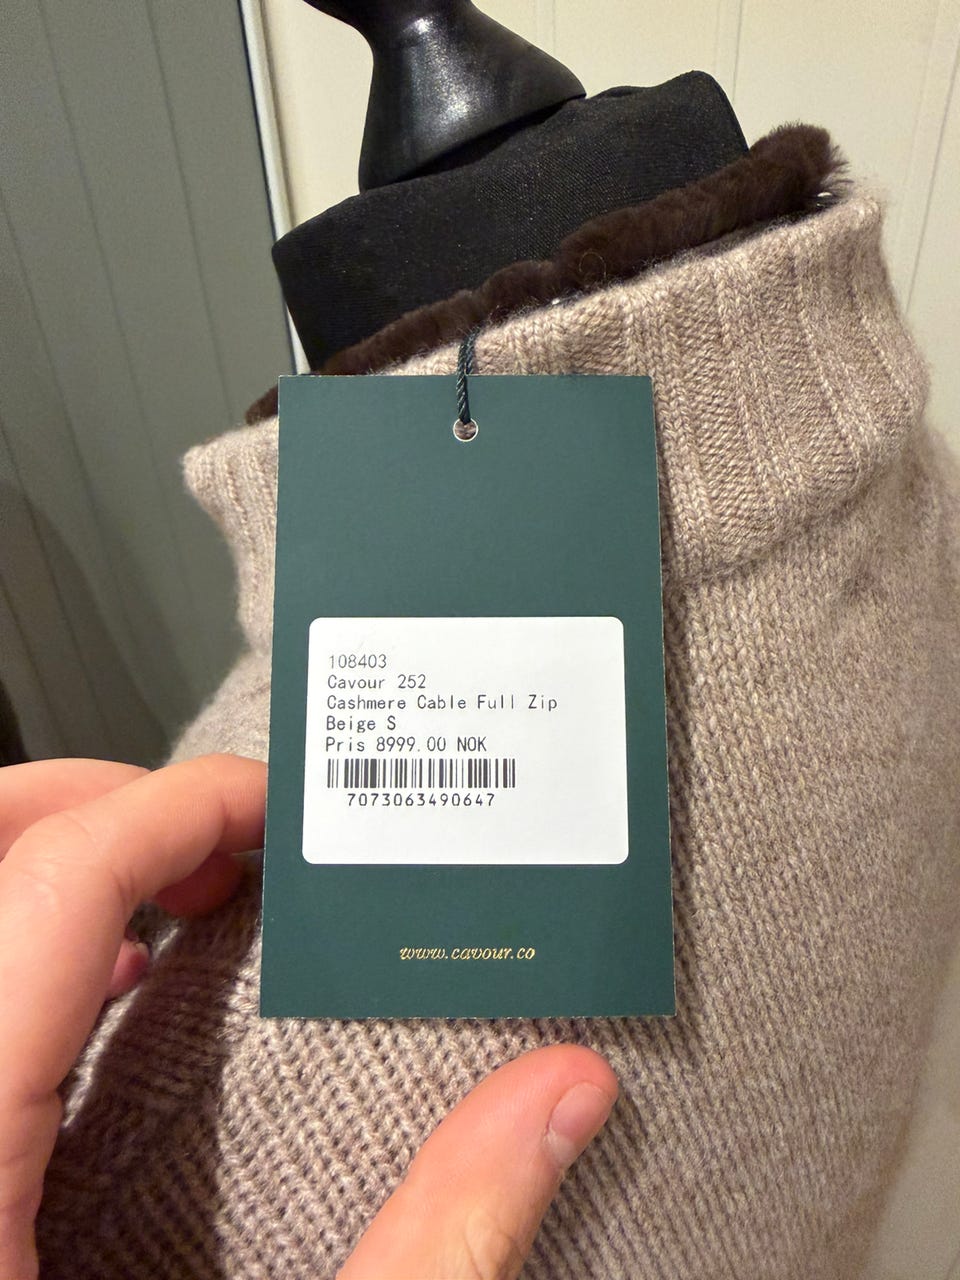 108403
Cavour 252
Cashmere Cable Full Zip
Beige S
Pris 8999.00 NOK
7073063490647
www.cavour.co